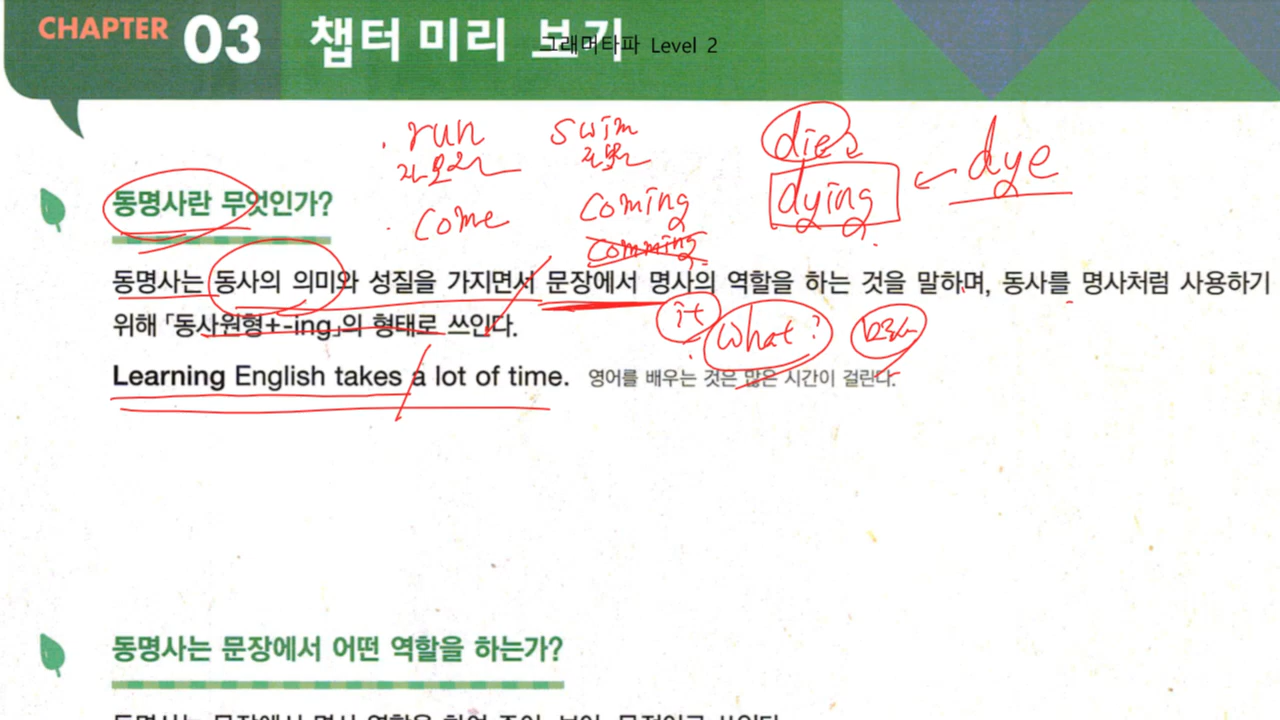 CHAPTER 03 챕터 미리 보기
그래머타파 Level 2
run swim dies
dying dye
come coming
comming
동명사란 무엇인가?
동명사는 동사의 의미와 성질을 가지면서 문장에서 명사의 역할을 하는 것을 말하며, 동사를 명사처럼 사용하기
위해 「동사원형+-ing」의 형태로 쓰인다.
it what?
Learning English takes a lot of time. 영어를 배우는 것은 많은 시간이 걸린다.
동명사는 문장에서 어떤 역할을 하는가?